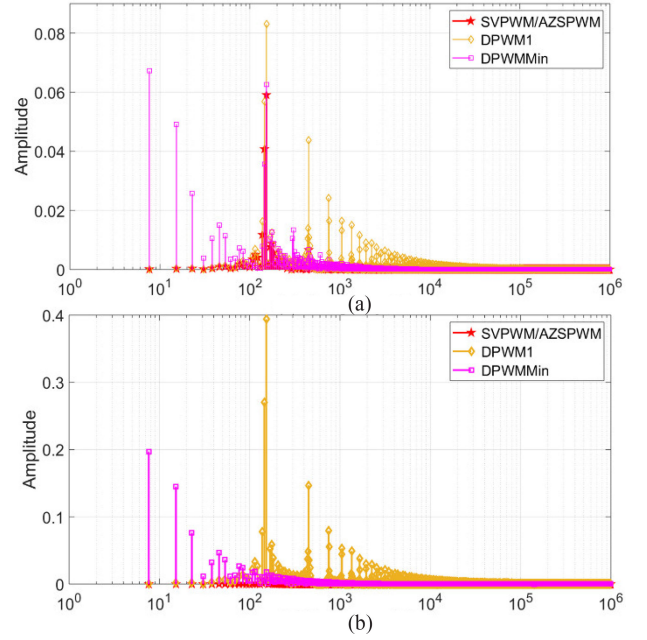 0.08
0.06
0.04
0.02
0
Amplitude
SVPWM/AZSPWM
DPWM1
DPWMMin
10^0
10^1
10^2
10^3
10^4
10^5
10^6
(a)
0.4
0.3
0.2
0.1
0
Amplitude
SVPWM/AZSPWM
DPWM1
DPWMMin
10^0
10^1
10^2
10^3
10^4
10^5
10^6
(b)